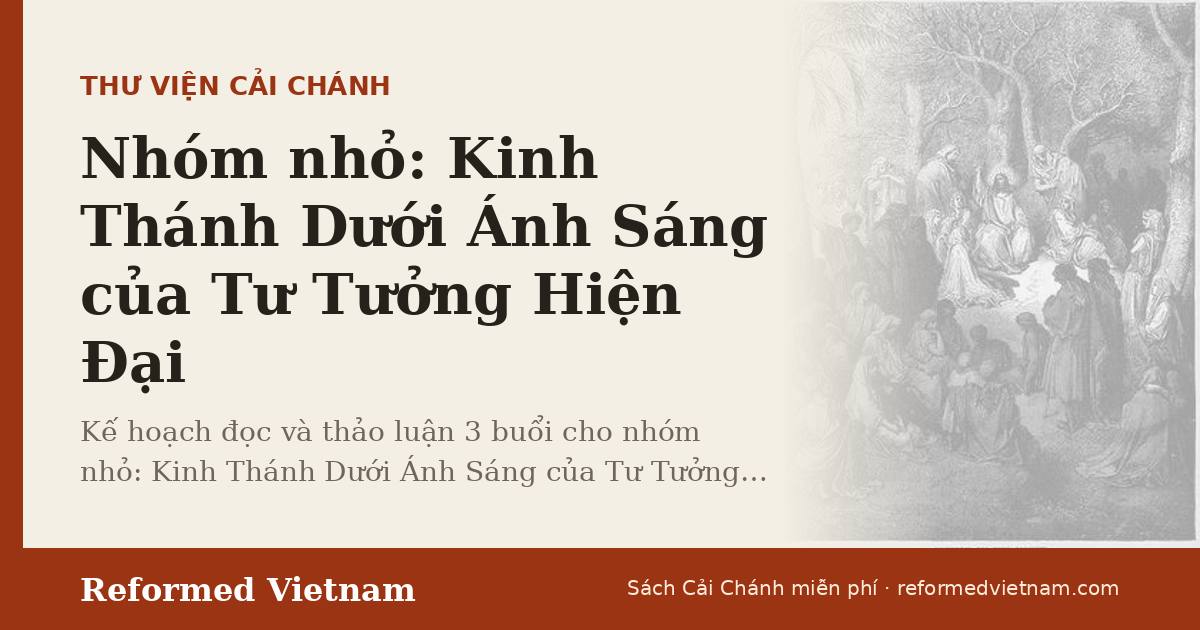 THƯ VIỆN CẢI CHÁNH
Nhóm nhỏ: Kinh
Thánh Dưới Ánh Sáng
của Tư Tưởng Hiện
Đại
Kế hoạch đọc và thảo luận 3 buổi cho nhóm
nhỏ: Kinh Thánh Dưới Ánh Sáng của Tư Tưởng...
Reformed Vietnam
Sách Cải Chánh miễn phí · reformedvietnam.com